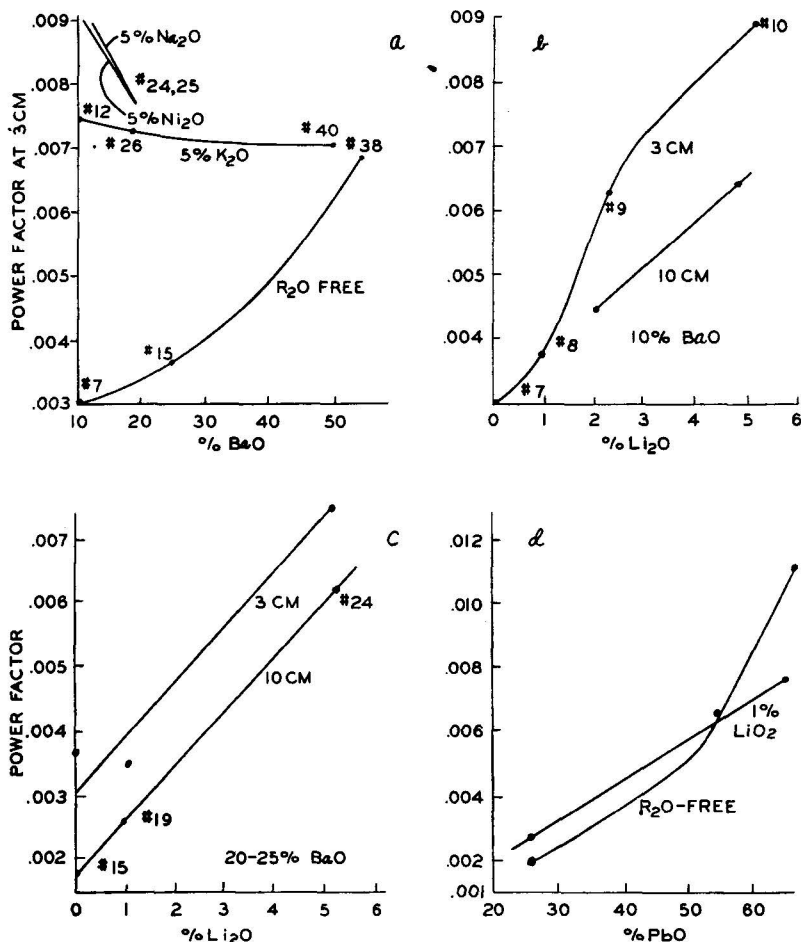 a
POWER FACTOR AT 3CM
.009
.008
.007
.006
.005
.004
.003
5% Na2O
#24,25
5% Ni2O
#12
#26
5% K2O
#40
#38
R2O FREE
#15
#7
10 20 30 40 50
% BaO
b
.009
.008
.007
.006
.005
.004
#10
3 CM
#9
10 CM
#8
10% BaO
#7
0 1 2 3 4 5 6
% Li2O
c
POWER FACTOR
.007
.006
.005
.004
.003
.002
3 CM
#24
10 CM
#19
#15
20-25% BaO
0 1 2 3 4 5 6
% Li2O
d
.012
.010
.008
.006
.004
.002
.001
1%
LiO2
R2O-FREE
20 30 40 50 60
% PbO